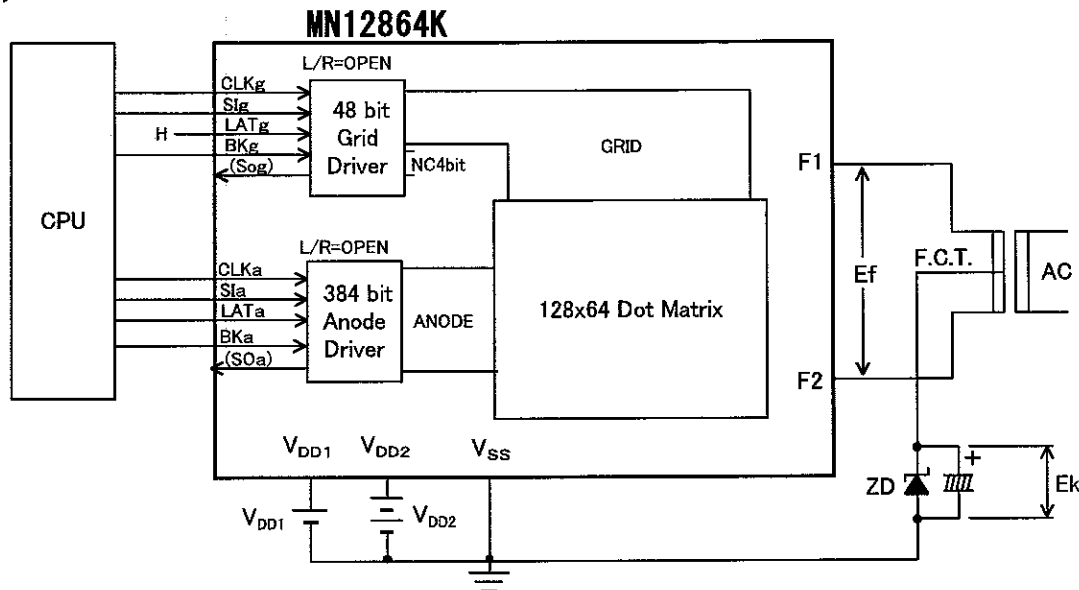 MN12864K
L/R=OPEN
CLKg
SIg
LATg
H
BKg
(Sog)
48 bit
Grid
Driver
NC4bit
GRID
CPU
L/R=OPEN
CLKa
SIa
LATa
BKa
(SOa)
384 bit
Anode
Driver
ANODE
128x64 Dot Matrix
F1
Ef
F2
F.C.T.
AC
VDD1
VDD2
VSS
VDD1
VDD2
ZD
+
Ek